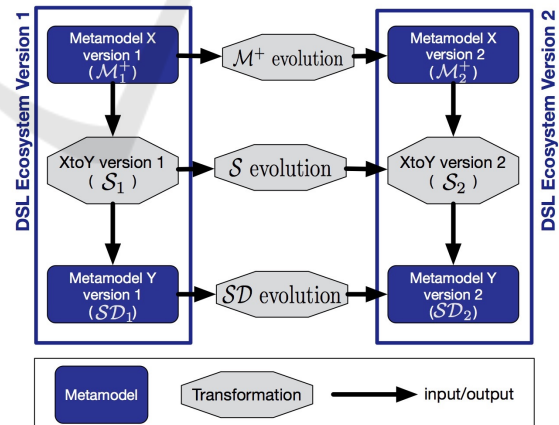 DSL Ecosystem Version 1
Metamodel X
version 1
(ℳ₁⁺)
ℳ⁺ evolution
Metamodel X
version 2
(ℳ₂⁺)
XtoY version 1
( 𝒮₁ )
𝒮 evolution
XtoY version 2
( 𝒮₂ )
Metamodel Y
version 1
(𝒮𝒟₁)
𝒮𝒟 evolution
Metamodel Y
version 2
(𝒮𝒟₂)
DSL Ecosystem Version 2
Metamodel
Transformation
input/output